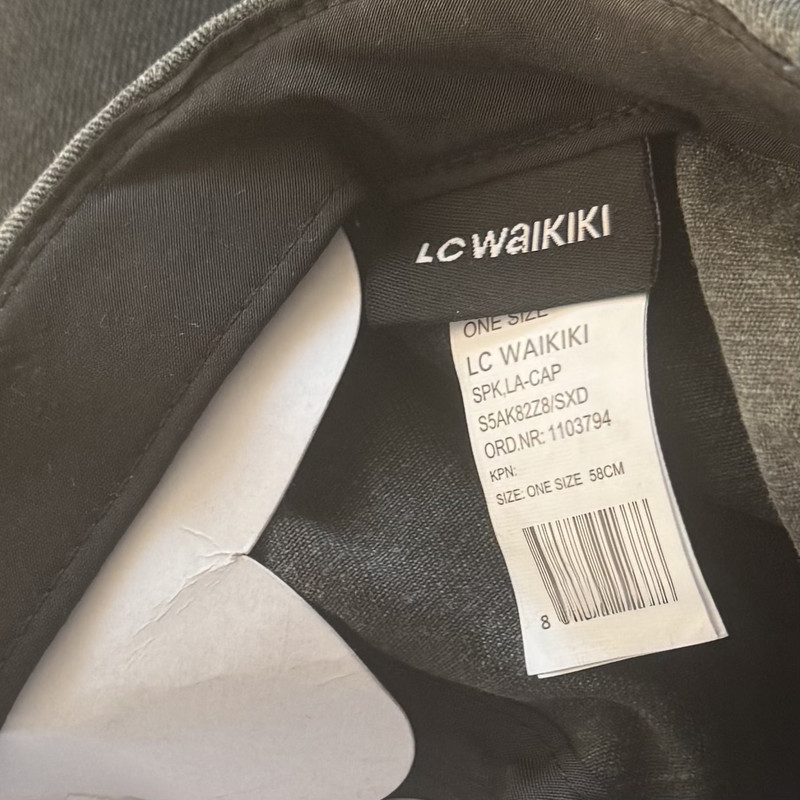 LC WAIKIKI
ONE SIZE
LC WAIKIKI
SPK,LA-CAP
S5AK82Z8/SXD
ORD.NR: 1103794
KPN:
SIZE: ONE SIZE 58CM
8